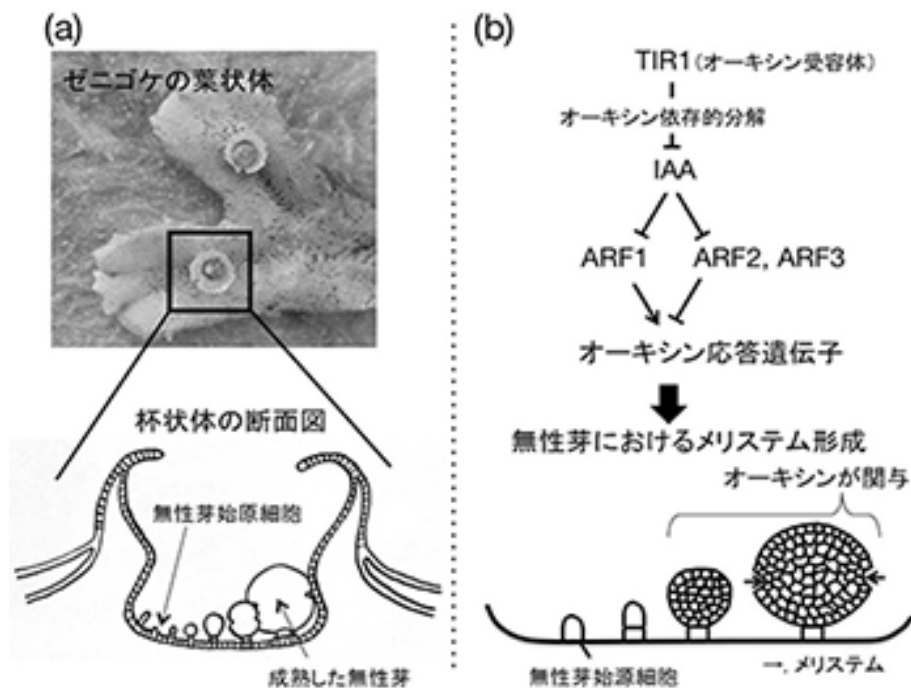 (a)
ゼニゴケの葉状体
杯状体の断面図
無性芽始原細胞
成熟した無性芽
(b)
TIR1(オーキシン受容体)
オーキシン依存的分解
IAA
ARF1
ARF2, ARF3
オーキシン応答遺伝子
無性芽におけるメリステム形成
オーキシンが関与
無性芽始源細胞
→, メリステム